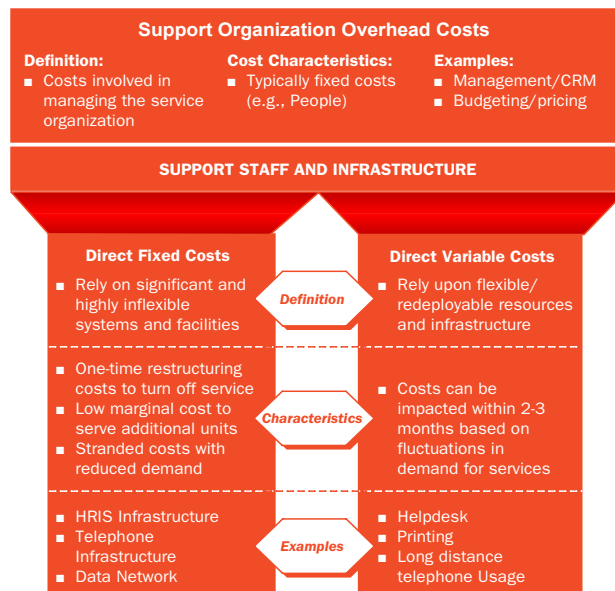 Support Organization Overhead Costs
Definition:
■ Costs involved in
managing the service
organization
Cost Characteristics:
■ Typically fixed costs
(e.g., People)
Examples:
■ Management/CRM
■ Budgeting/pricing
SUPPORT STAFF AND INFRASTRUCTURE
Direct Fixed Costs
■ Rely on significant and
highly inflexible
systems and facilities
Definition
Direct Variable Costs
■ Rely upon flexible/
redeployable resources
and infrastructure
■ One-time restructuring
costs to turn off service
■ Low marginal cost to
serve additional units
■ Stranded costs with
reduced demand
Characteristics
■ Costs can be
impacted within 2-3
months based on
fluctuations in
demand for services
■ HRIS Infrastructure
■ Telephone
Infrastructure
■ Data Network
Examples
■ Helpdesk
■ Printing
■ Long distance
telephone Usage